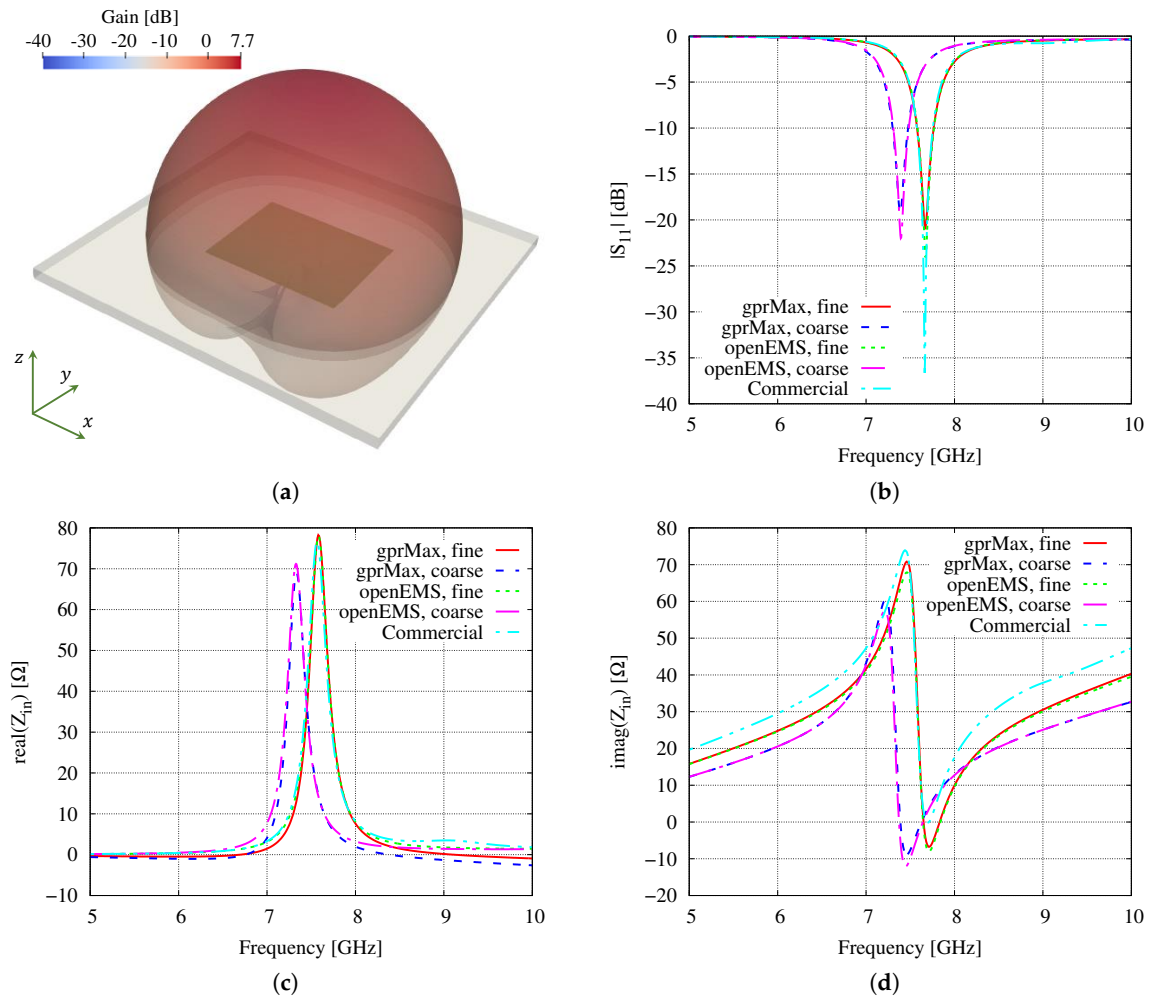 Gain [dB]
-40 -30 -20 -10 0 7.7
z
y
x
(a)
|S11| [dB]
0
−5
−10
−15
−20
−25
−30
−35
−40
gprMax, fine
gprMax, coarse
openEMS, fine
openEMS, coarse
Commercial
5 6 7 8 9 10
Frequency [GHz]
(b)
real(Zin) [Ω]
80
70
60
50
40
30
20
10
0
−10
gprMax, fine
gprMax, coarse
openEMS, fine
openEMS, coarse
Commercial
5 6 7 8 9 10
Frequency [GHz]
(c)
imag(Zin) [Ω]
80
70
60
50
40
30
20
10
0
−10
−20
gprMax, fine
gprMax, coarse
openEMS, fine
openEMS, coarse
Commercial
5 6 7 8 9 10
Frequency [GHz]
(d)